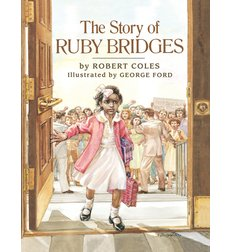 The Story of
RUBY BRIDGES
by ROBERT COLES
Illustrated by GEORGE FORD